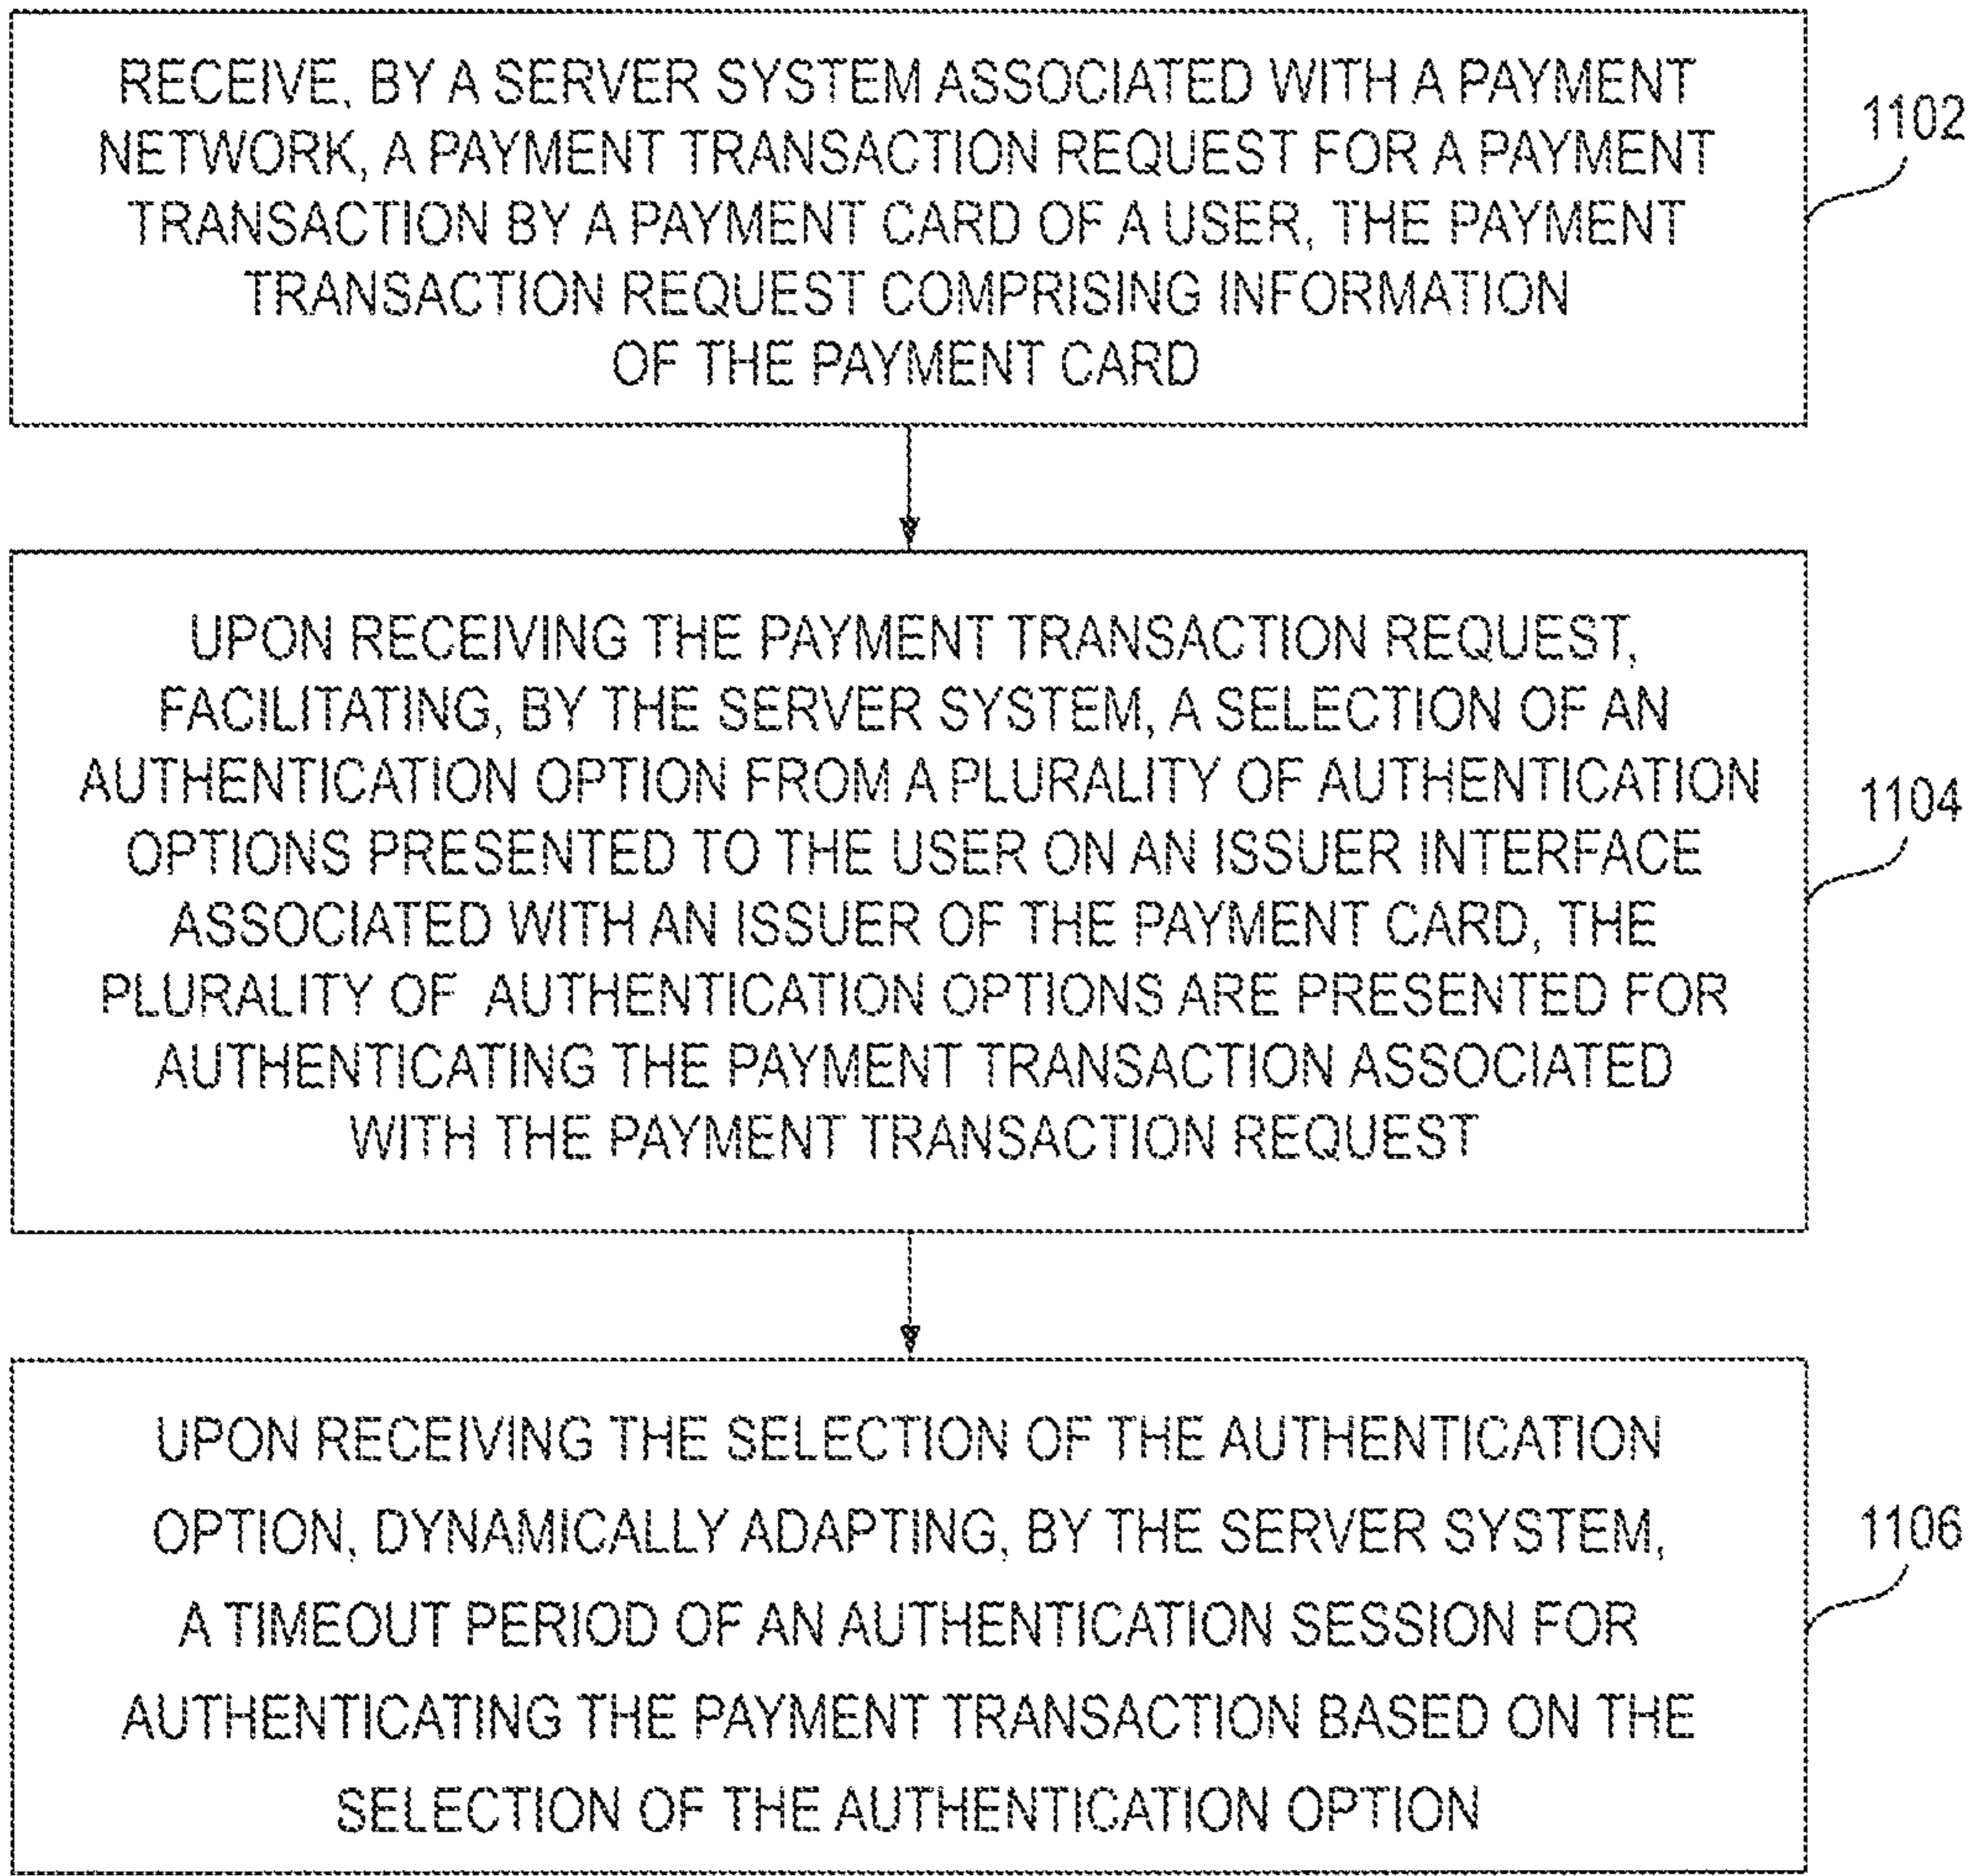 RECEIVE, BY A SERVER SYSTEM ASSOCIATED WITH A PAYMENT
NETWORK, A PAYMENT TRANSACTION REQUEST FOR A PAYMENT
TRANSACTION BY A PAYMENT CARD OF A USER, THE PAYMENT
TRANSACTION REQUEST COMPRISING INFORMATION
OF THE PAYMENT CARD
1102
UPON RECEIVING THE PAYMENT TRANSACTION REQUEST,
FACILITATING, BY THE SERVER SYSTEM, A SELECTION OF AN
AUTHENTICATION OPTION FROM A PLURALITY OF AUTHENTICATION
OPTIONS PRESENTED TO THE USER ON AN ISSUER INTERFACE
ASSOCIATED WITH AN ISSUER OF THE PAYMENT CARD, THE
PLURALITY OF AUTHENTICATION OPTIONS ARE PRESENTED FOR
AUTHENTICATING THE PAYMENT TRANSACTION ASSOCIATED
WITH THE PAYMENT TRANSACTION REQUEST
1104
UPON RECEIVING THE SELECTION OF THE AUTHENTICATION
OPTION, DYNAMICALLY ADAPTING, BY THE SERVER SYSTEM,
A TIMEOUT PERIOD OF AN AUTHENTICATION SESSION FOR
AUTHENTICATING THE PAYMENT TRANSACTION BASED ON THE
SELECTION OF THE AUTHENTICATION OPTION
1106